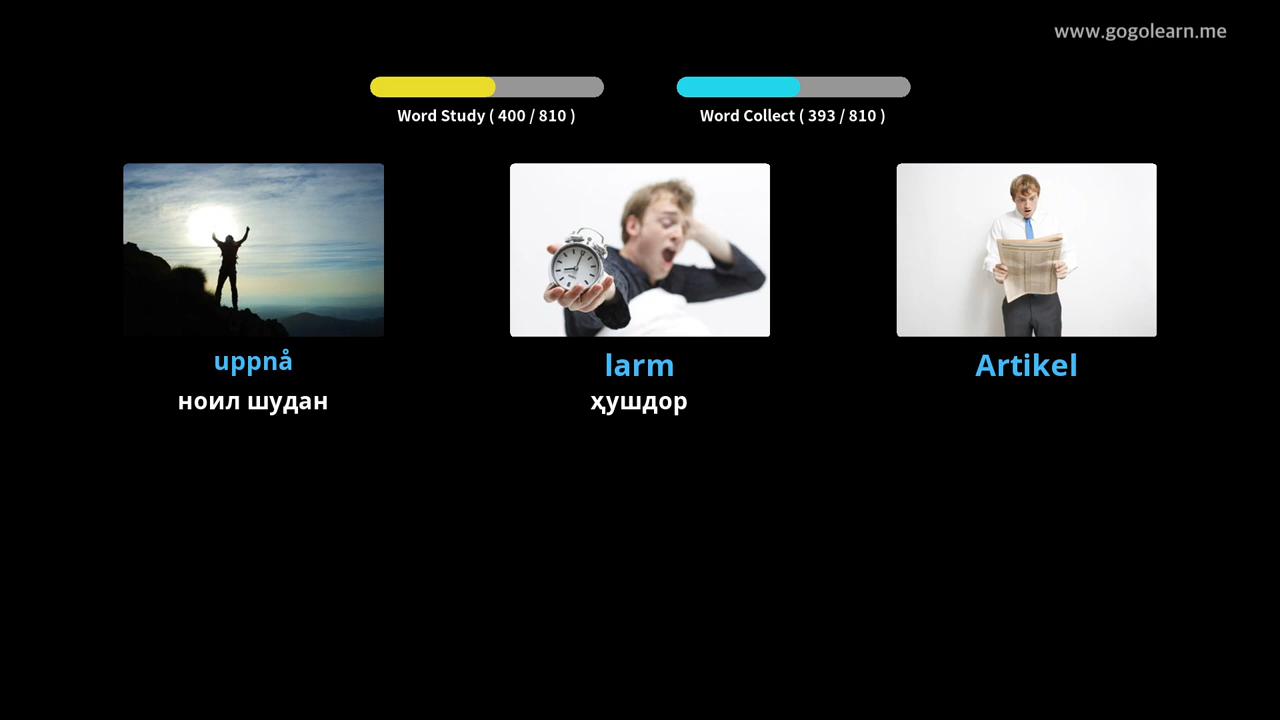 www.gogolearn.me
Word Study ( 400 / 810 )
Word Collect ( 393 / 810 )
uppnå
larm
Artikel
ноил шудан
ҳушдор